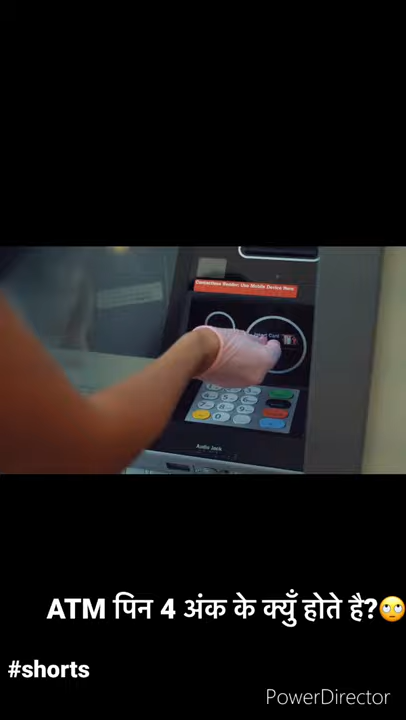 Contactless Reader: Use Mobile Device Here
Insert Card
Audio Jack
ATM पिन 4 अंक के क्युँ होते है?🙄
#shorts
PowerDirector